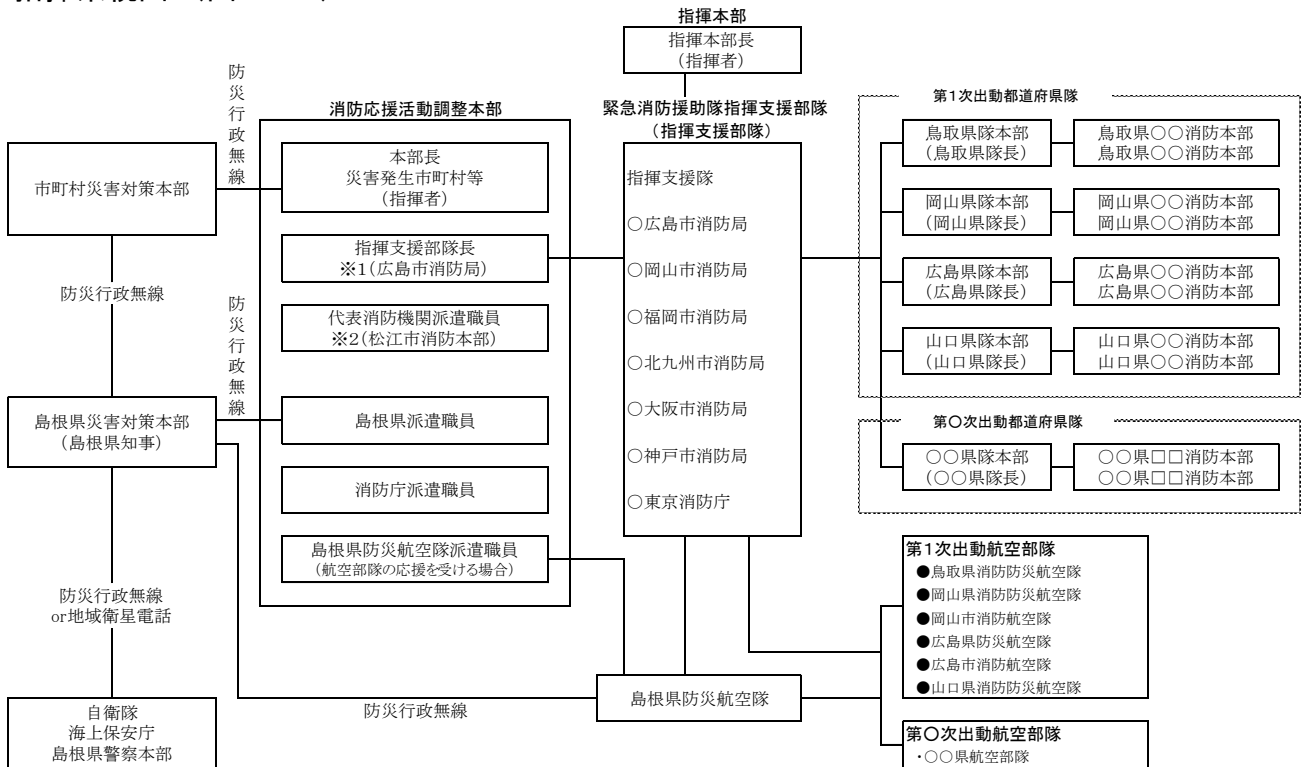 指揮本部
指揮本部長
(指揮者)
防災行政無線
消防応援活動調整本部
緊急消防援助隊指揮支援部隊
(指揮支援部隊)
第1次出動都道府県隊
市町村災害対策本部
本部長
災害発生市町村等
(指揮者)
指揮支援部隊長
※1(広島市消防局)
代表消防機関派遣職員
※2(松江市消防本部)
島根県派遣職員
消防庁派遣職員
島根県防災航空隊派遣職員
(航空部隊の応援を受ける場合)
指揮支援隊
○広島市消防局
○岡山市消防局
○福岡市消防局
○北九州市消防局
○大阪市消防局
○神戸市消防局
○東京消防庁
鳥取県隊本部
(鳥取県隊長)
鳥取県○○消防本部
鳥取県○○消防本部
岡山県隊本部
(岡山県隊長)
岡山県○○消防本部
岡山県○○消防本部
広島県隊本部
(広島県隊長)
広島県○○消防本部
広島県○○消防本部
山口県隊本部
(山口県隊長)
山口県○○消防本部
山口県○○消防本部
第○次出動都道府県隊
○○県隊本部
(○○県隊長)
○○県□□消防本部
○○県□□消防本部
防災行政無線
防災行政無線
島根県災害対策本部
(島根県知事)
防災行政無線
or地域衛星電話
自衛隊
海上保安庁
島根県警察本部
防災行政無線
島根県防災航空隊
第1次出動航空部隊
●鳥取県消防防災航空隊
●岡山県消防防災航空隊
●岡山市消防航空隊
●広島県防災航空隊
●広島市消防航空隊
●山口県消防防災航空隊
第○次出動航空部隊
・○○県航空部隊